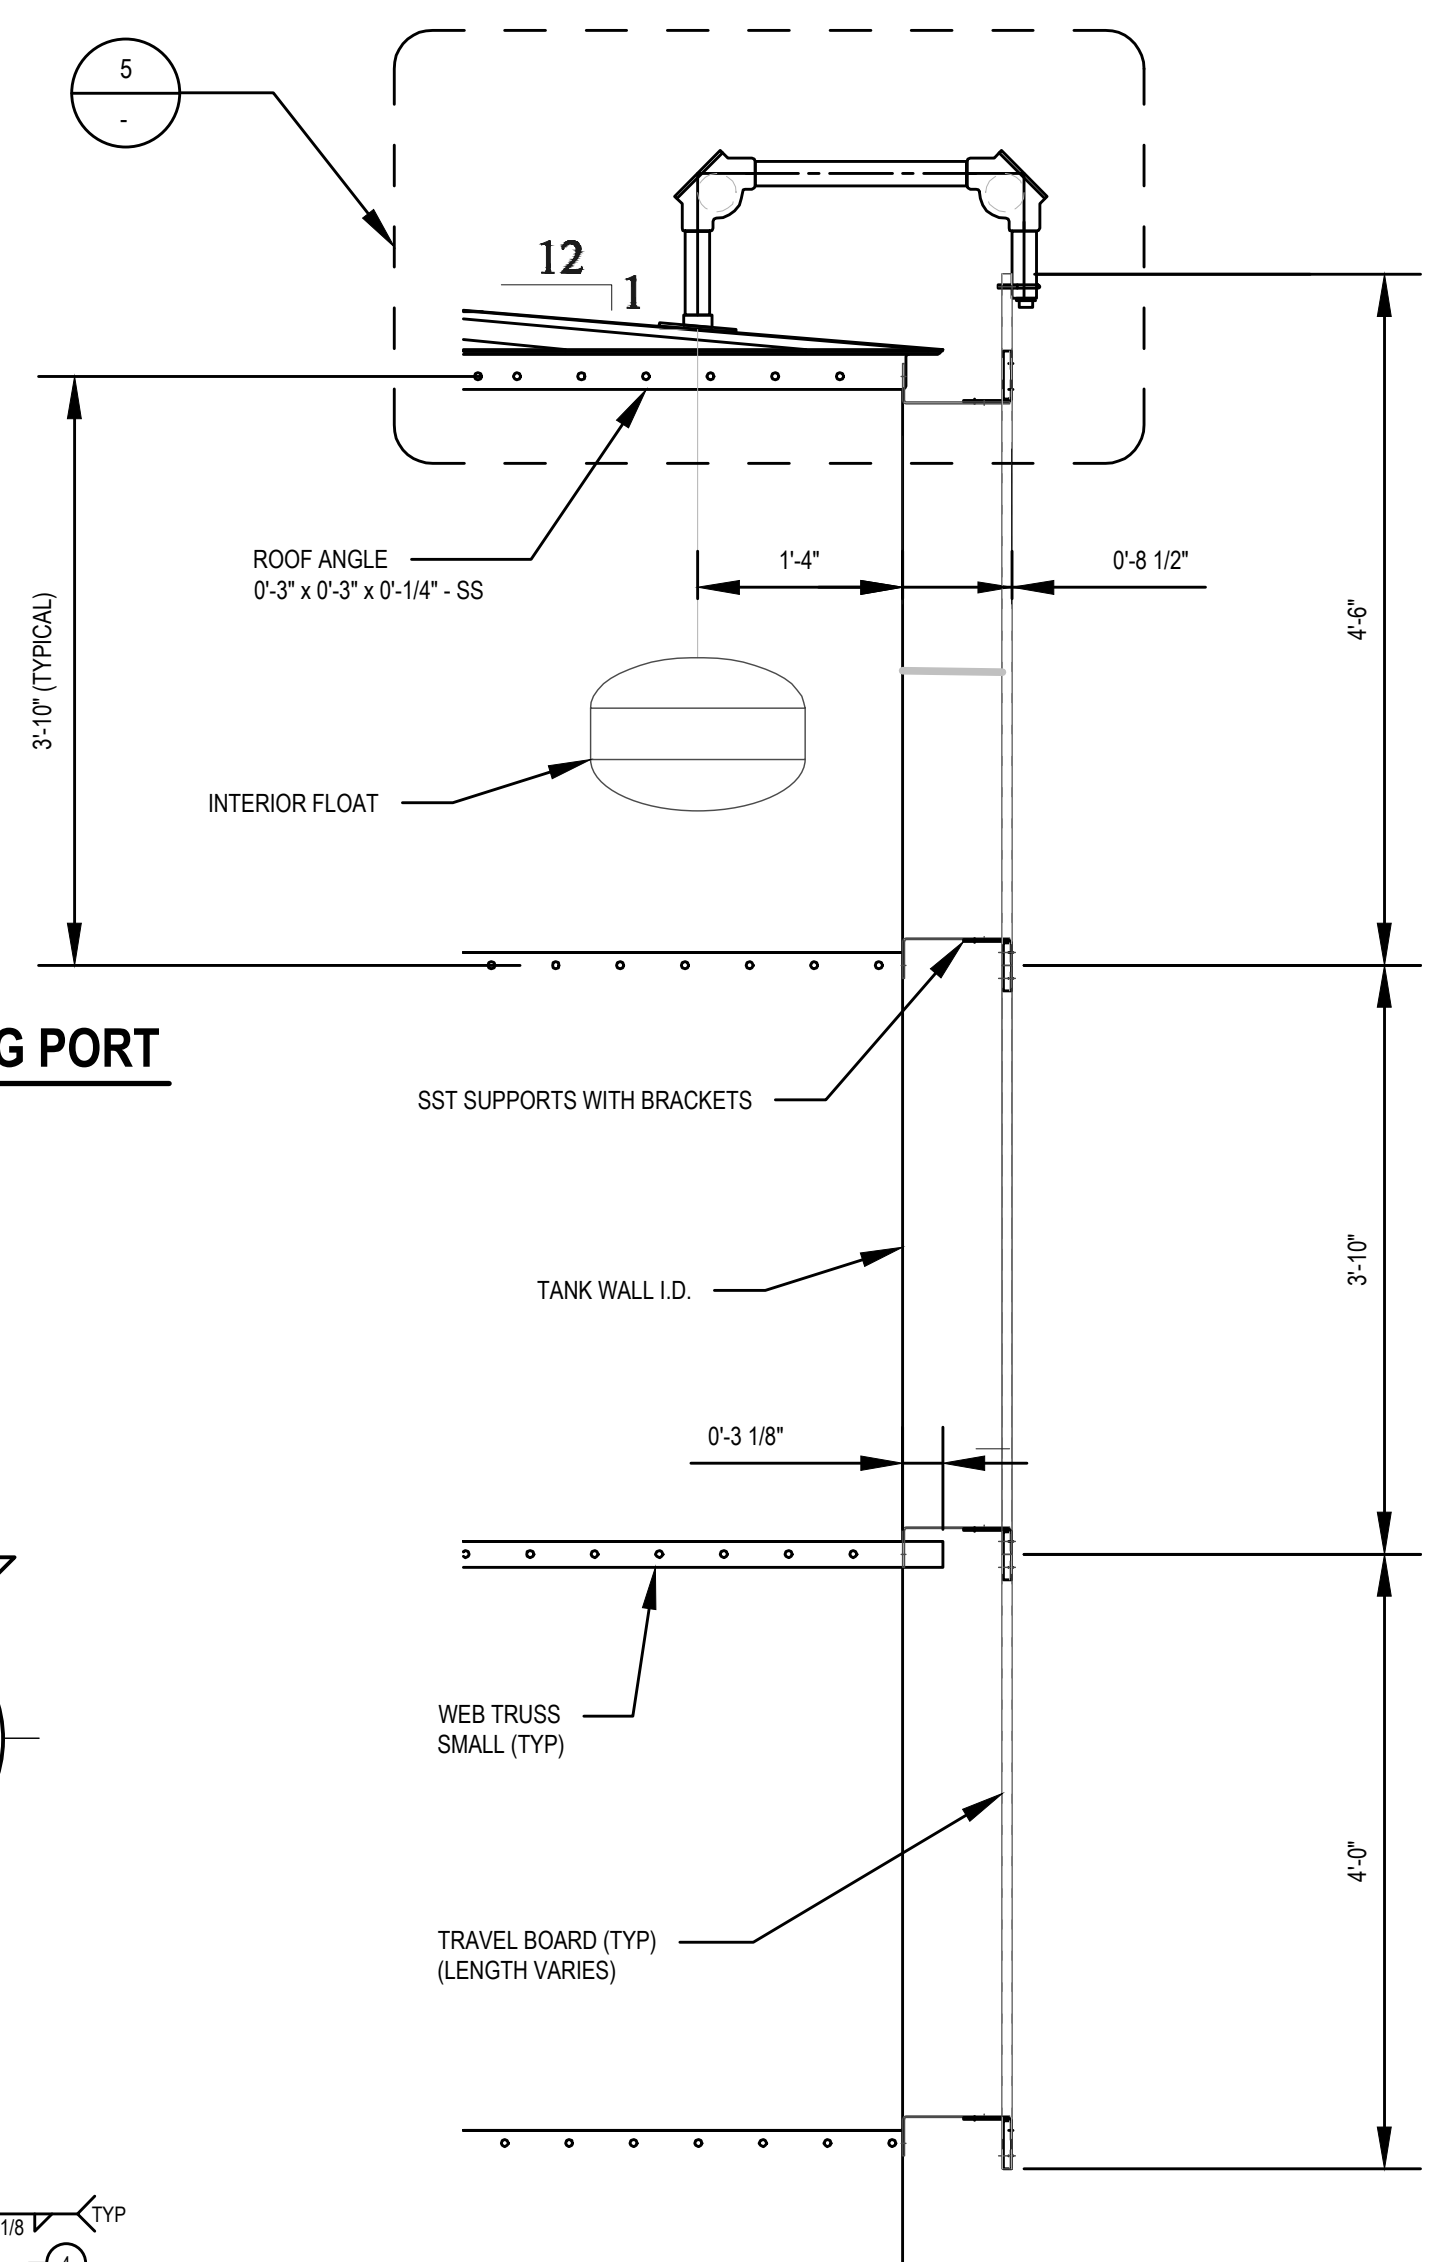 5
-
12
1
ROOF ANGLE
0'-3" x 0'-3" x 0'-1/4" - SS
1'-4"
0'-8 1/2"
3'-10" (TYPICAL)
4'-6"
INTERIOR FLOAT
G PORT
SST SUPPORTS WITH BRACKETS
3'-10"
TANK WALL I.D.
0'-3 1/8"
WEB TRUSS
SMALL (TYP)
4'-0"
TRAVEL BOARD (TYP)
(LENGTH VARIES)
TYP
1/8